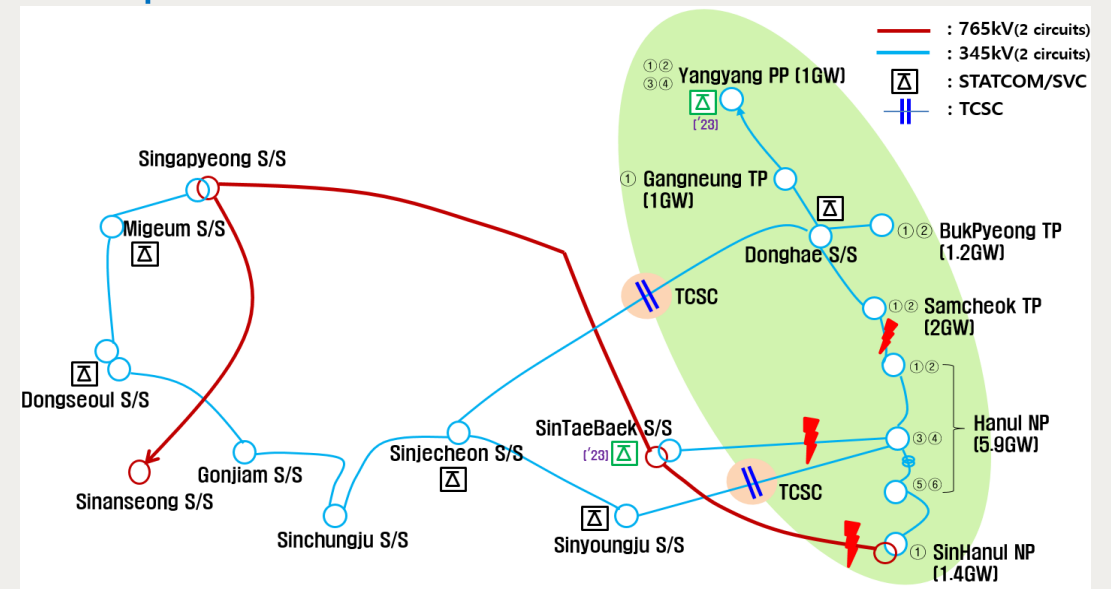 : 765kV(2 circuits)
: 345kV(2 circuits)
: STATCOM/SVC
: TCSC
①②
③④
Yangyang PP (1GW)
('23)
Singapyeong S/S
① Gangneung TP
(1GW)
Migeum S/S
Donghae S/S
①② BukPyeong TP
(1.2GW)
TCSC
①② Samcheok TP
(2GW)
①②
Dongseoul S/S
SinTaeBaek S/S
('23)
③④
Hanul NP
(5.9GW)
Sinjecheon S/S
Gonjiam S/S
Sinanseong S/S
TCSC
⑤⑥
Sinchungju S/S
Sinyoungju S/S
① SinHanul NP
(1.4GW)